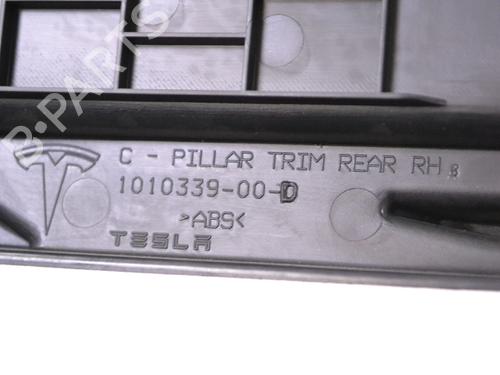 B-PARTS
C - PILLAR TRIM REAR RH B
1010339-00-D
>ABS<
TESLA